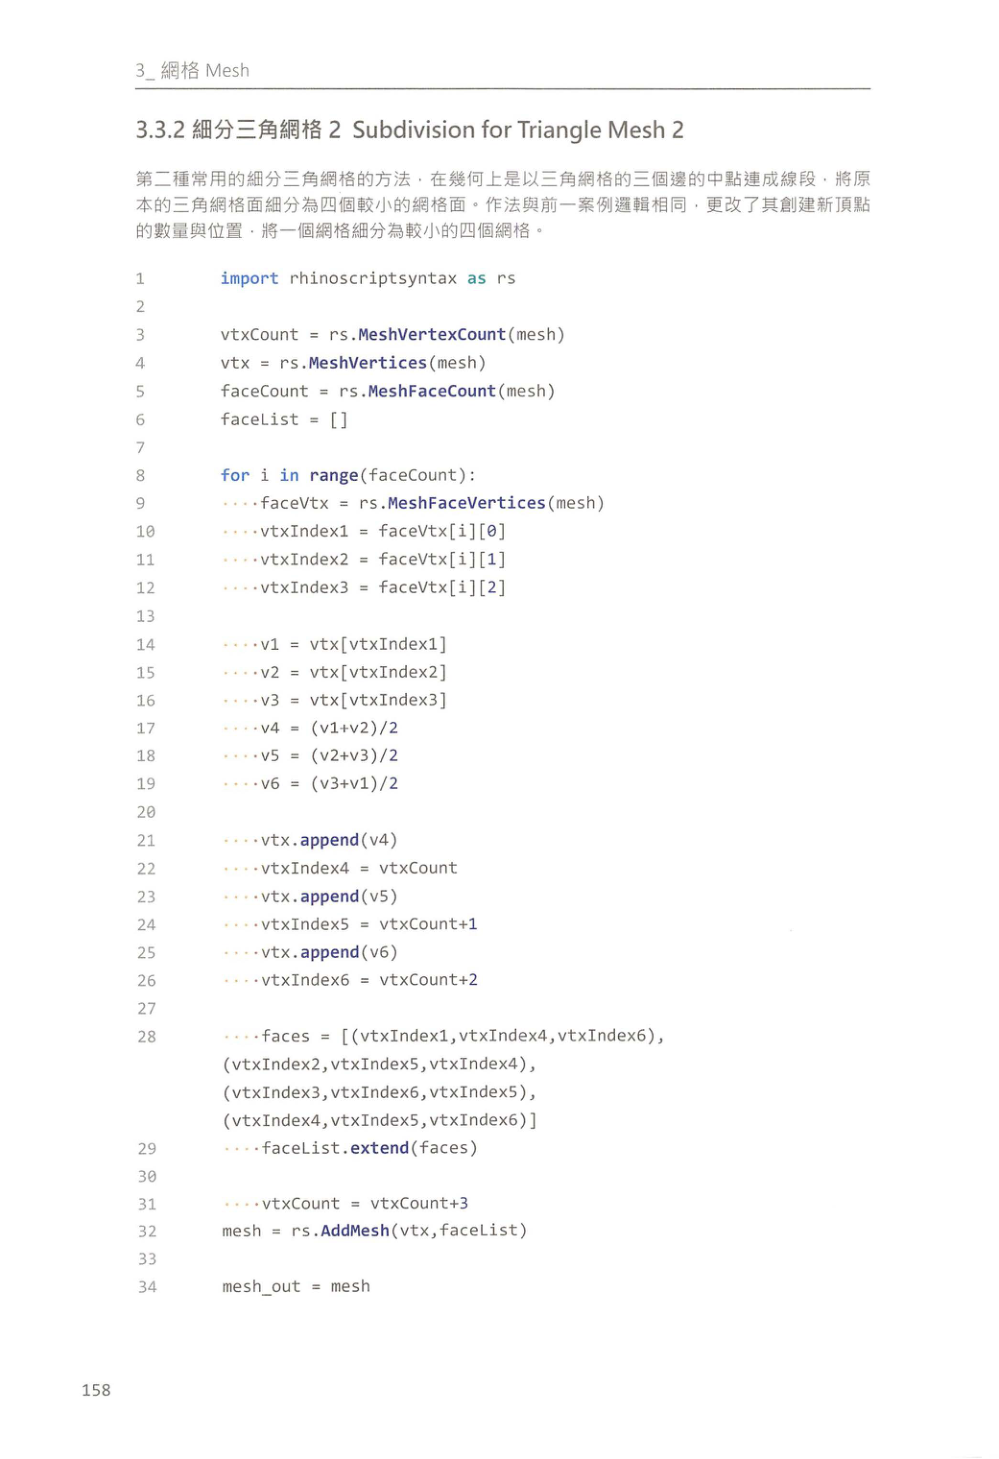 3_ 網格 Mesh
3.3.2 細分三角網格 2 Subdivision for Triangle Mesh 2
第二種常用的細分三角網格的方法，在幾何上是以三角網格的三個邊的中點連成線段，將原
本的三角網格面細分為四個較小的網格面。作法與前一案例邏輯相同，更改了其創建新頂點
的數量與位置，將一個網格細分為較小的四個網格。
1 import rhinoscriptsyntax as rs
2
3 vtxCount = rs.MeshVertexCount(mesh)
4 vtx = rs.MeshVertices(mesh)
5 faceCount = rs.MeshFaceCount(mesh)
6 faceList = []
7
8 for i in range(faceCount):
9 ····faceVtx = rs.MeshFaceVertices(mesh)
10 ····vtxIndex1 = faceVtx[i][0]
11 ····vtxIndex2 = faceVtx[i][1]
12 ····vtxIndex3 = faceVtx[i][2]
13
14 ····v1 = vtx[vtxIndex1]
15 ····v2 = vtx[vtxIndex2]
16 ····v3 = vtx[vtxIndex3]
17 ····v4 = (v1+v2)/2
18 ····v5 = (v2+v3)/2
19 ····v6 = (v3+v1)/2
20
21 ····vtx.append(v4)
22 ····vtxIndex4 = vtxCount
23 ····vtx.append(v5)
24 ····vtxIndex5 = vtxCount+1
25 ····vtx.append(v6)
26 ····vtxIndex6 = vtxCount+2
27
28 ····faces = [(vtxIndex1,vtxIndex4,vtxIndex6),
(vtxIndex2,vtxIndex5,vtxIndex4),
(vtxIndex3,vtxIndex6,vtxIndex5),
(vtxIndex4,vtxIndex5,vtxIndex6)]
29 ····faceList.extend(faces)
30
31 ····vtxCount = vtxCount+3
32 mesh = rs.AddMesh(vtx,faceList)
33
34 mesh_out = mesh
158